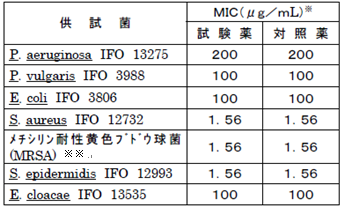 供試菌 MIC(μg/mL)※
試験薬 対照薬
P. aeruginosa IFO 13275 200 200
P. vulgaris IFO 3988 100 100
E. coli IFO 3806 100 100
S. aureus IFO 12732 1.56 1.56
ﾒﾁｼﾘﾝ耐性黄色ﾌﾞﾄﾞｳ球菌
(MRSA) ※※. 1.56 1.56
S. epidermidis IFO 12993 1.56 1.56
E. cloacae IFO 13535 100 100